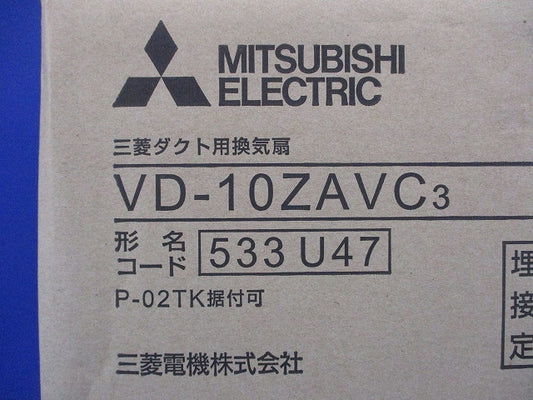 MITSUBISHI
ELECTRIC
三菱ダクト用換気扇
VD-10ZAVC3
形名
コード 533 U47
P-02TK据付可
三菱電機株式会社
埋
接
定